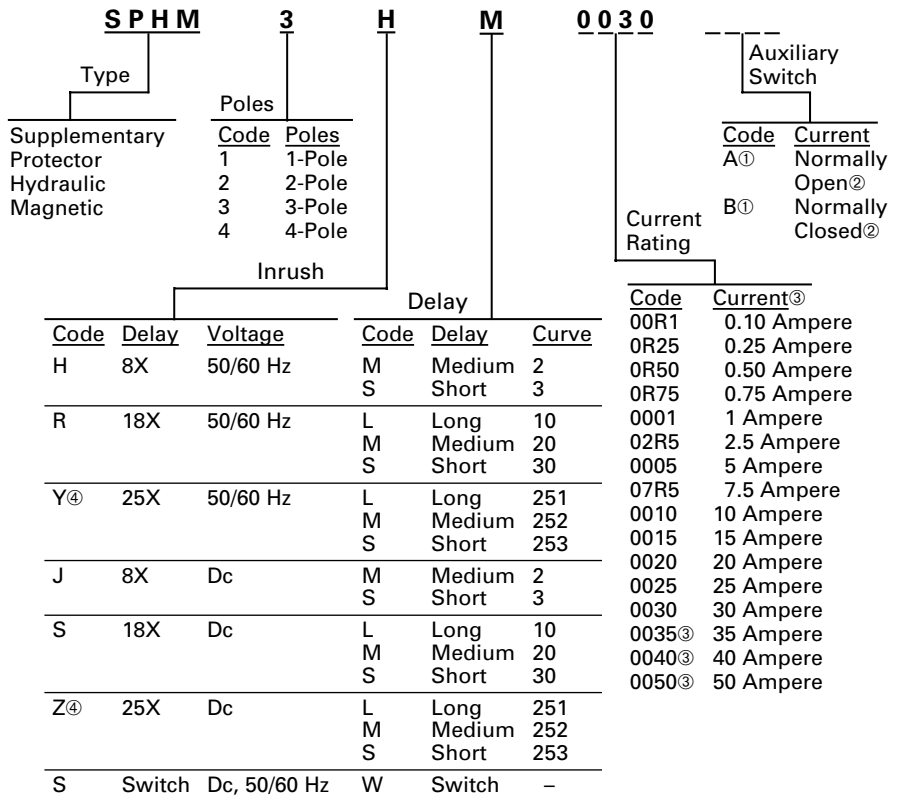 SPHM 3 H M 0030 _ _ _ _
Type
Supplementary
Protector
Hydraulic
Magnetic
Poles
Code Poles
1 1-Pole
2 2-Pole
3 3-Pole
4 4-Pole
Auxiliary
Switch
Code Current
A① Normally
Open②
B① Normally
Closed②
Inrush
Code Delay Voltage
H 8X 50/60 Hz
R 18X 50/60 Hz
Y④ 25X 50/60 Hz
J 8X Dc
S 18X Dc
Z④ 25X Dc
S Switch Dc, 50/60 Hz
Delay
Code Delay Curve
M Medium 2
S Short 3
L Long 10
M Medium 20
S Short 30
L Long 251
M Medium 252
S Short 253
M Medium 2
S Short 3
L Long 10
M Medium 20
S Short 30
L Long 251
M Medium 252
S Short 253
W Switch –
Current
Rating
Code Current③
00R1 0.10 Ampere
0R25 0.25 Ampere
0R50 0.50 Ampere
0R75 0.75 Ampere
0001 1 Ampere
02R5 2.5 Ampere
0005 5 Ampere
07R5 7.5 Ampere
0010 10 Ampere
0015 15 Ampere
0020 20 Ampere
0025 25 Ampere
0030 30 Ampere
0035③ 35 Ampere
0040③ 40 Ampere
0050③ 50 Ampere